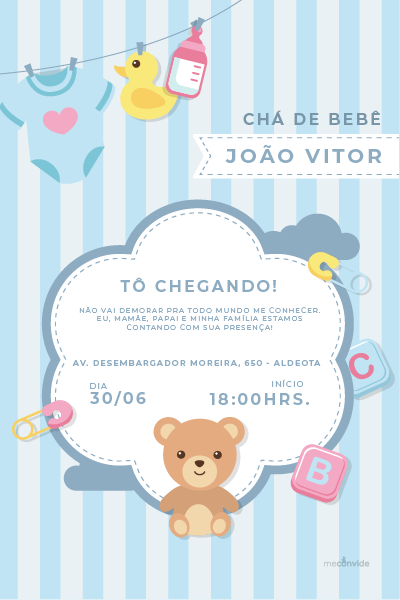 CHÁ DE BEBÊ
JOÃO VITOR
TÔ CHEGANDO!
NÃO VAI DEMORAR PRA TODO MUNDO ME CONHECER.
EU, MAMÃE, PAPAI E MINHA FAMÍLIA ESTAMOS
CONTANDO COM SUA PRESENÇA!
AV. DESEMBARGADOR MOREIRA, 650 - ALDEOTA
DIA
30/06
INÍCIO
18:00HRS.
C
B
meconvide